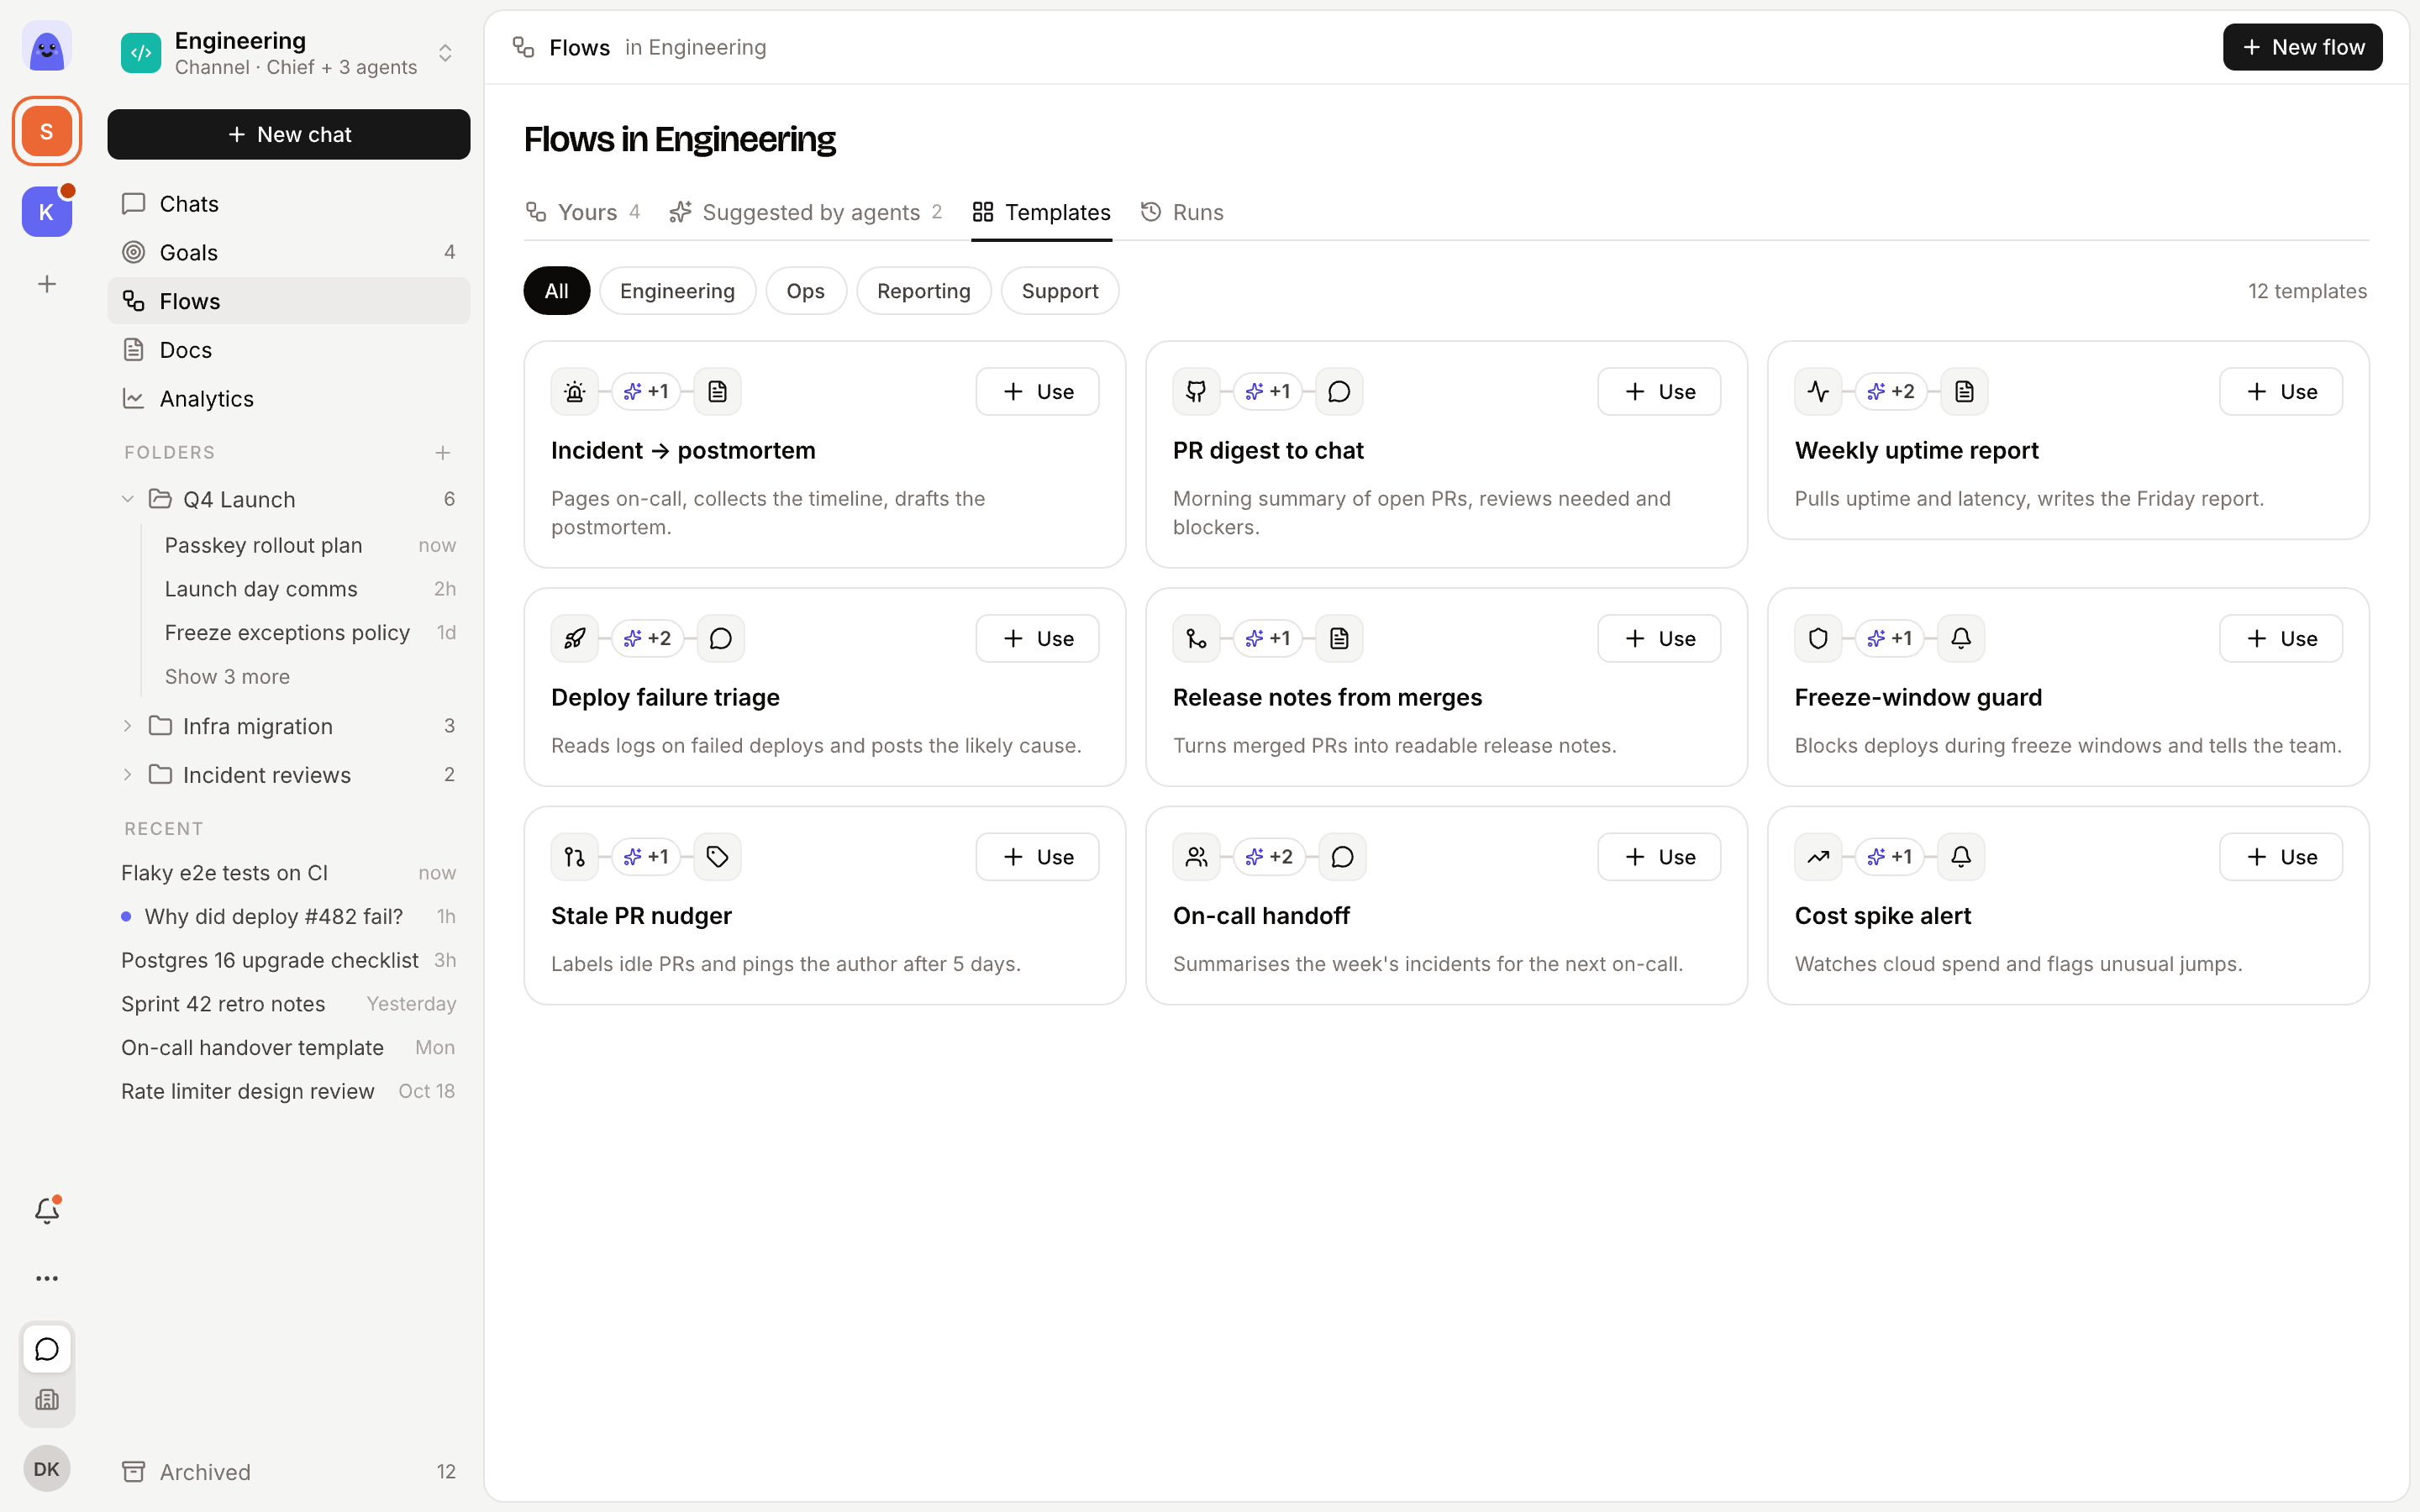 S
K
DK
Engineering
Channel · Chief + 3 agents
New chat
Chats
Goals 4
Flows
Docs
Analytics
FOLDERS
Q4 Launch 6
Passkey rollout plan now
Launch day comms 2h
Freeze exceptions policy 1d
Show 3 more
Infra migration 3
Incident reviews 2
RECENT
Flaky e2e tests on CI now
Why did deploy #482 fail? 1h
Postgres 16 upgrade checklist 3h
Sprint 42 retro notes Yesterday
On-call handover template Mon
Rate limiter design review Oct 18
Archived 12
Flows in Engineering
New flow
Flows in Engineering
Yours 4 Suggested by agents 2 Templates Runs
All Engineering Ops Reporting Support 12 templates
+1 Use
Incident → postmortem
Pages on-call, collects the timeline, drafts the
postmortem.
+1 Use
PR digest to chat
Morning summary of open PRs, reviews needed and
blockers.
+2 Use
Weekly uptime report
Pulls uptime and latency, writes the Friday report.
+2 Use
Deploy failure triage
Reads logs on failed deploys and posts the likely cause.
+1 Use
Release notes from merges
Turns merged PRs into readable release notes.
+1 Use
Freeze-window guard
Blocks deploys during freeze windows and tells the team.
+1 Use
Stale PR nudger
Labels idle PRs and pings the author after 5 days.
+2 Use
On-call handoff
Summarises the week's incidents for the next on-call.
+1 Use
Cost spike alert
Watches cloud spend and flags unusual jumps.